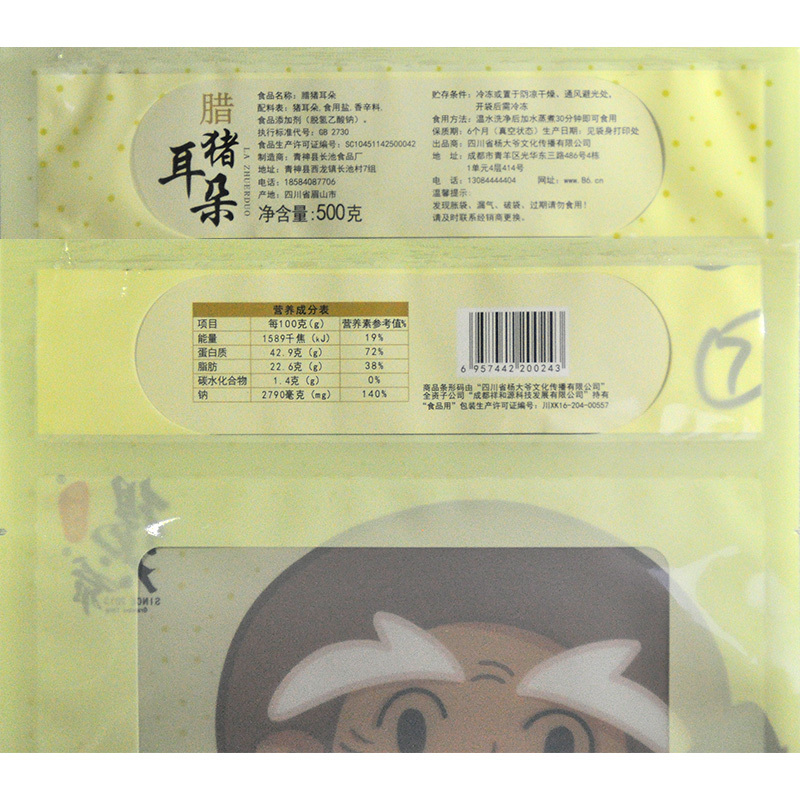 腊
猪
耳
朵
LA ZHUERDUO
食品名称：腊猪耳朵
配料表：猪耳朵，食用盐，香辛料，
食品添加剂（脱氢乙酸钠）。
执行标准代号：GB 2730
食品生产许可证编号：SC10451142500042
制造商：青神县长池食品厂
地址：青神县西龙镇长池村7组
电话：18584087706
产地：四川省眉山市
净含量：500克
贮存条件：冷冻或置于阴凉干燥、通风避光处，
开袋后需冷冻
食用方法：温水洗净后加水蒸煮30分钟即可食用
保质期：6个月（真空状态）生产日期：见袋身打印处
出品商：四川省杨大爷文化传播有限公司
地　址：成都市青羊区光华东三路486号4栋
1单元4层414号
电　话：13084444404　网址：www.86.cn
温馨提示：
发现胀袋、漏气、破袋、过期请勿食用！
请及时联系经销商更换。
营养成分表
项目　每100克(g)　营养素参考值%
能量　1589千焦（kJ）　19%
蛋白质　42.9克(g)　72%
脂肪　22.6克(g)　38%
碳水化合物　1.4克(g)　0%
钠　2790毫克(mg)　140%
6 957442 200243
商品条形码由“四川省杨大爷文化传播有限公司”
全资子公司“成都祥和源科技发展有限公司”持有
“食品用”包装生产许可证编号：川XK16-204-00557
7
SINCE 2012